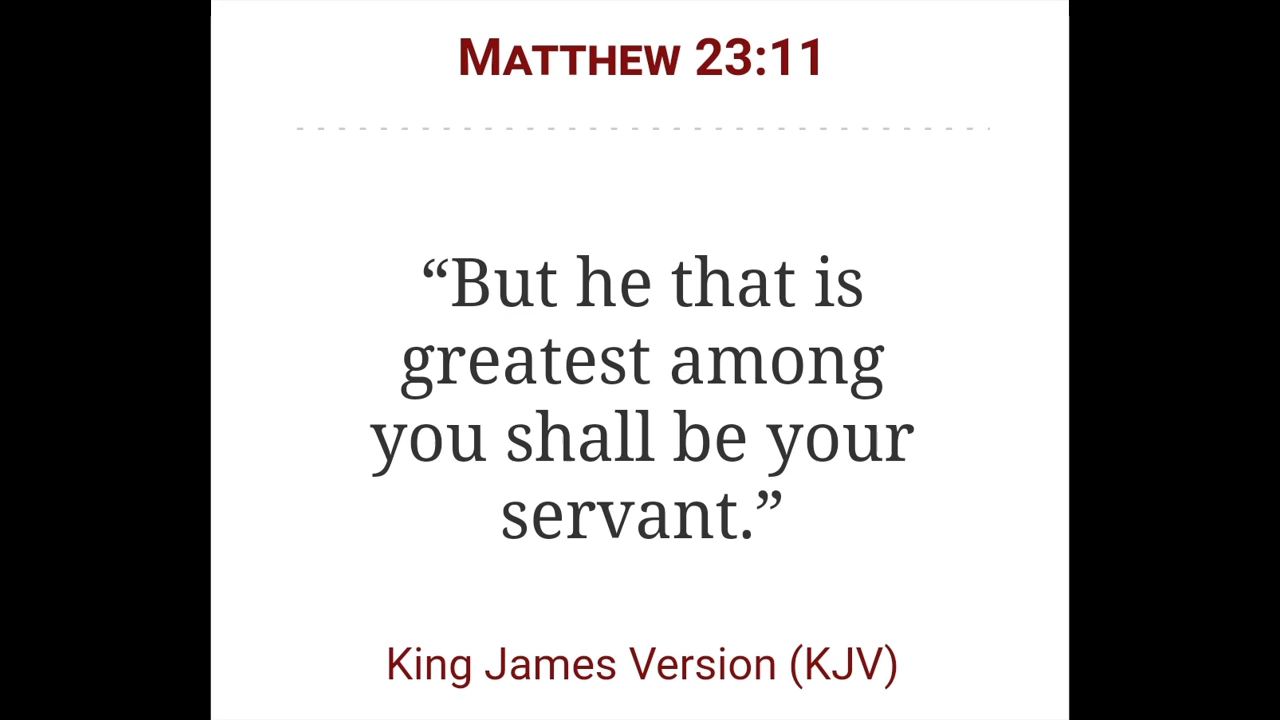 MATTHEW 23:11
“But he that is
greatest among
you shall be your
servant.”
King James Version (KJV)